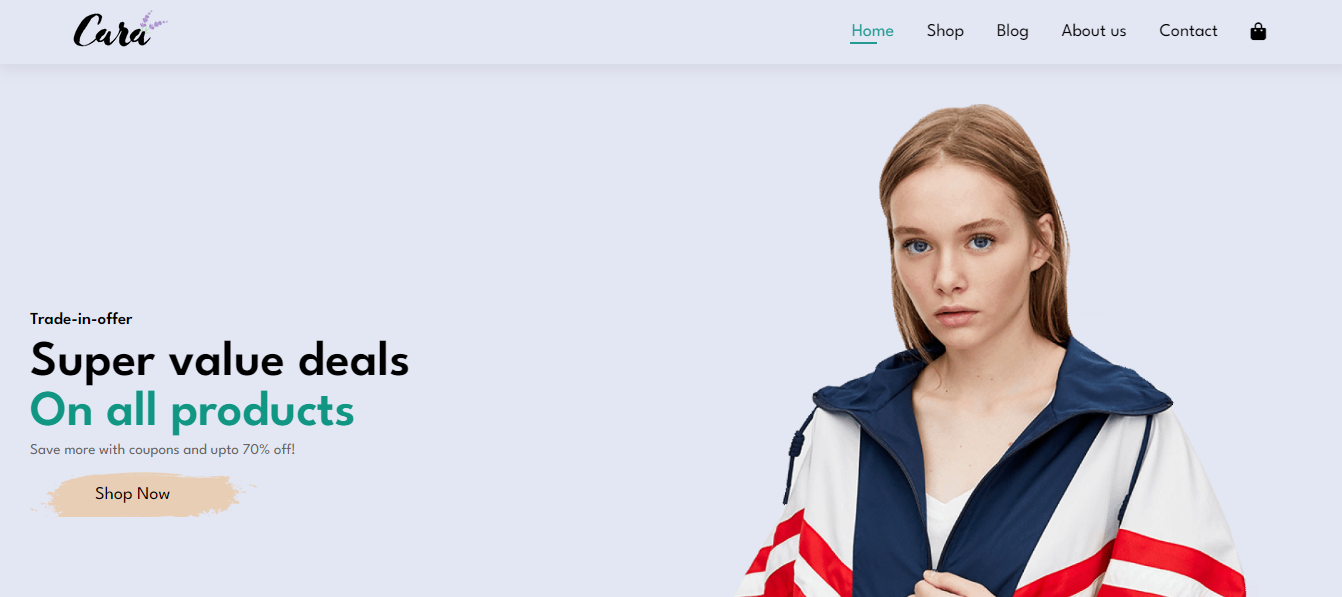 Cara
Home Shop Blog About us Contact
Trade-in-offer
Super value deals
On all products
Save more with coupons and upto 70% off!
Shop Now